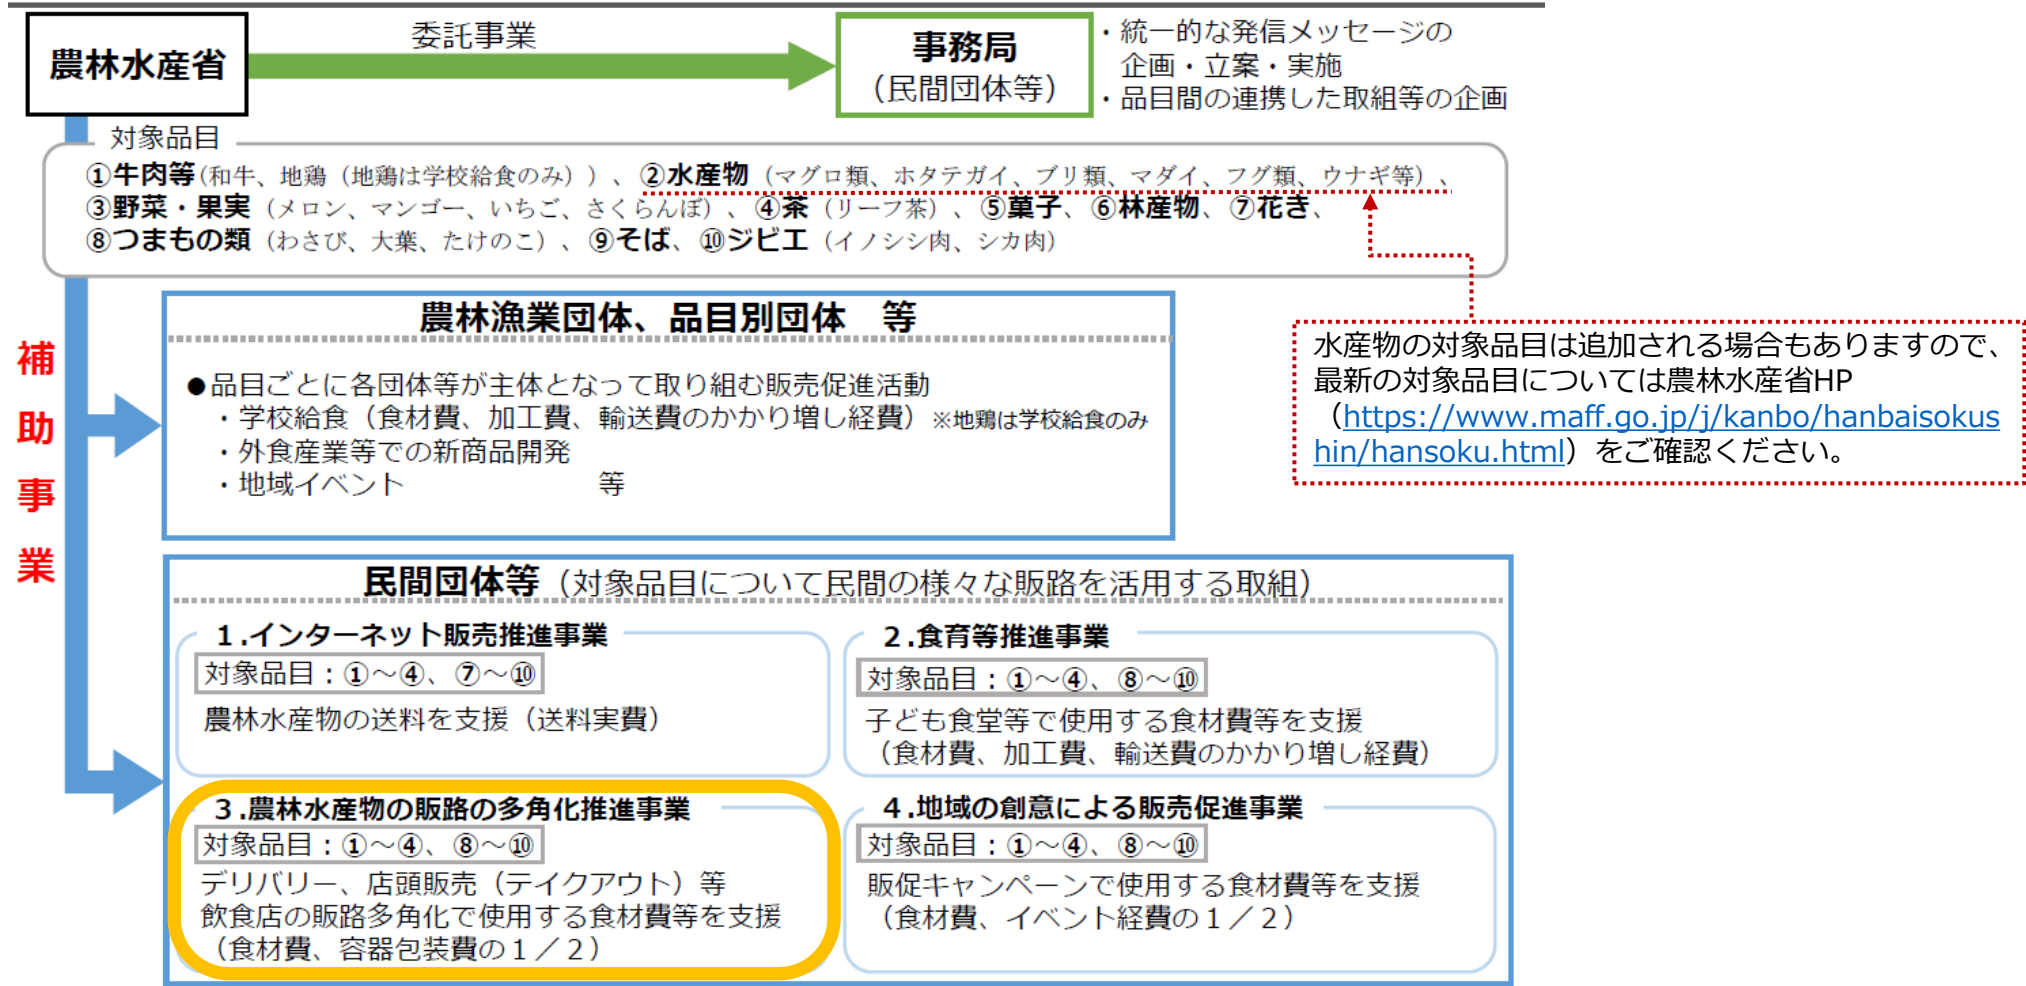 農林水産省
委託事業
事務局
（民間団体等）
・統一的な発信メッセージの
企画・立案・実施
・品目間の連携した取組等の企画
対象品目
①牛肉等(和牛、地鶏（地鶏は学校給食のみ））、②水産物（マグロ類、ホタテガイ、ブリ類、マダイ、フグ類、ウナギ等）、
③野菜・果実（メロン、マンゴー、いちご、さくらんぼ）、④茶（リーフ茶）、⑤菓子、⑥林産物、⑦花き、
⑧つまもの類（わさび、大葉、たけのこ）、⑨そば、⑩ジビエ（イノシシ肉、シカ肉）
補
助
事
業
農林漁業団体、品目別団体　等
●品目ごとに各団体等が主体となって取り組む販売促進活動
・学校給食（食材費、加工費、輸送費のかかり増し経費）※地鶏は学校給食のみ
・外食産業等での新商品開発
・地域イベント　　　　　　　等
水産物の対象品目は追加される場合もありますので、
最新の対象品目については農林水産省HP
（https://www.maff.go.jp/j/kanbo/hanbaisokus
hin/hansoku.html）をご確認ください。
民間団体等（対象品目について民間の様々な販路を活用する取組）
１.インターネット販売推進事業
対象品目：①～④、⑦～⑩
農林水産物の送料を支援（送料実費）
２.食育等推進事業
対象品目：①～④、⑧～⑩
子ども食堂等で使用する食材費等を支援
（食材費、加工費、輸送費のかかり増し経費）
３.農林水産物の販路の多角化推進事業
対象品目：①～④、⑧～⑩
デリバリー、店頭販売（テイクアウト）等
飲食店の販路多角化で使用する食材費等を支援
（食材費、容器包装費の１／２）
４.地域の創意による販売促進事業
対象品目：①～④、⑧～⑩
販促キャンペーンで使用する食材費等を支援
（食材費、イベント経費の１／２）